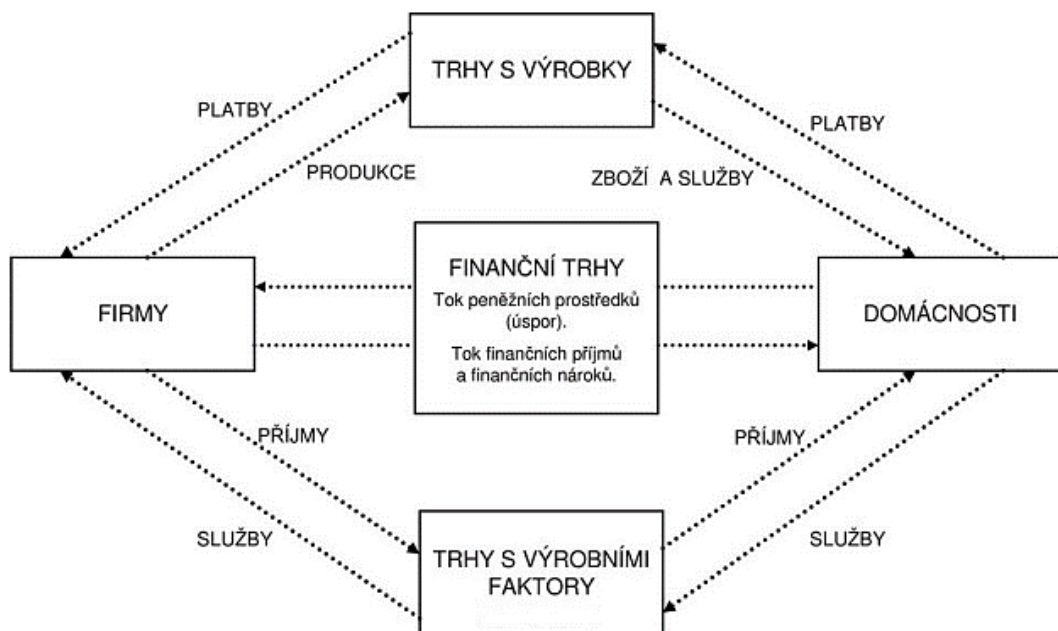 TRHY S VÝROBKY
PLATBY
PLATBY
PRODUKCE
ZBOŽÍ A SLUŽBY
FINANČNÍ TRHY
Tok peněžních prostředků
(úspor).
Tok finančních příjmů
a finančních nároků.
FIRMY
DOMÁCNOSTI
PŘÍJMY
PŘÍJMY
SLUŽBY
SLUŽBY
TRHY S VÝROBNÍMI
FAKTORY